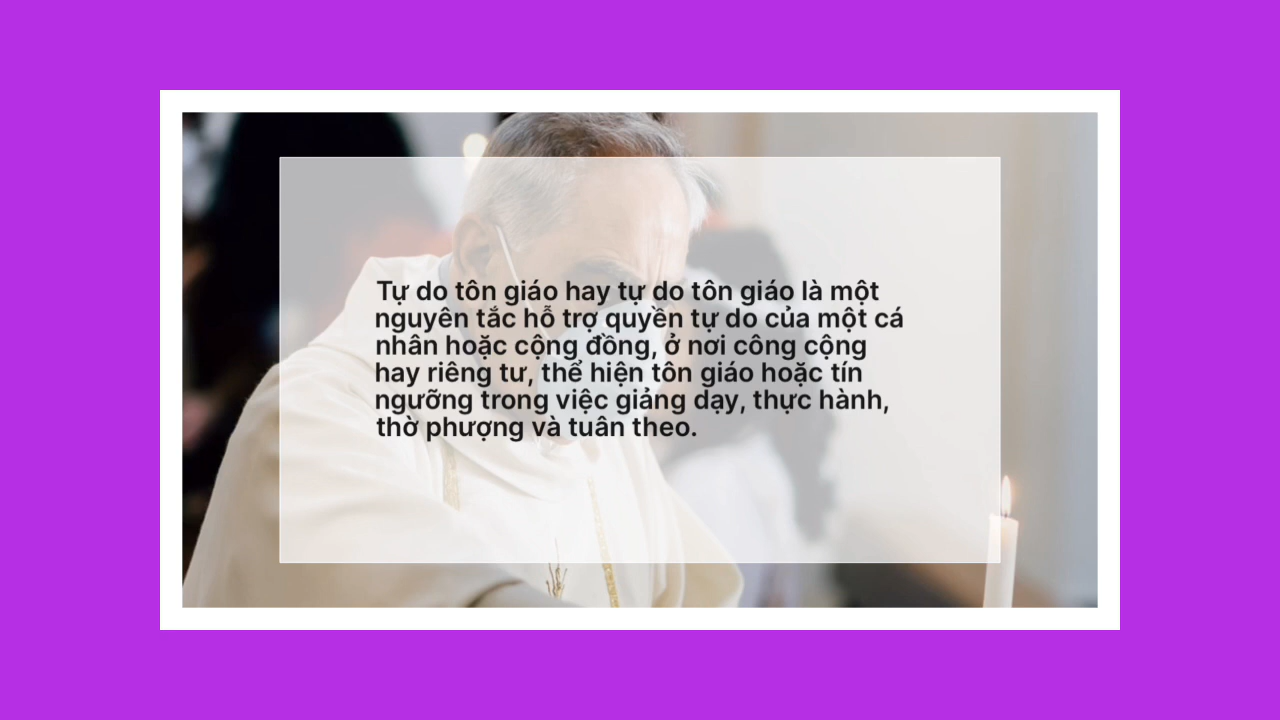 Tự do tôn giáo hay tự do tôn giáo là một
nguyên tắc hỗ trợ quyền tự do của một cá
nhân hoặc cộng đồng, ở nơi công cộng
hay riêng tư, thể hiện tôn giáo hoặc tín
ngưỡng trong việc giảng dạy, thực hành,
thờ phượng và tuân theo.